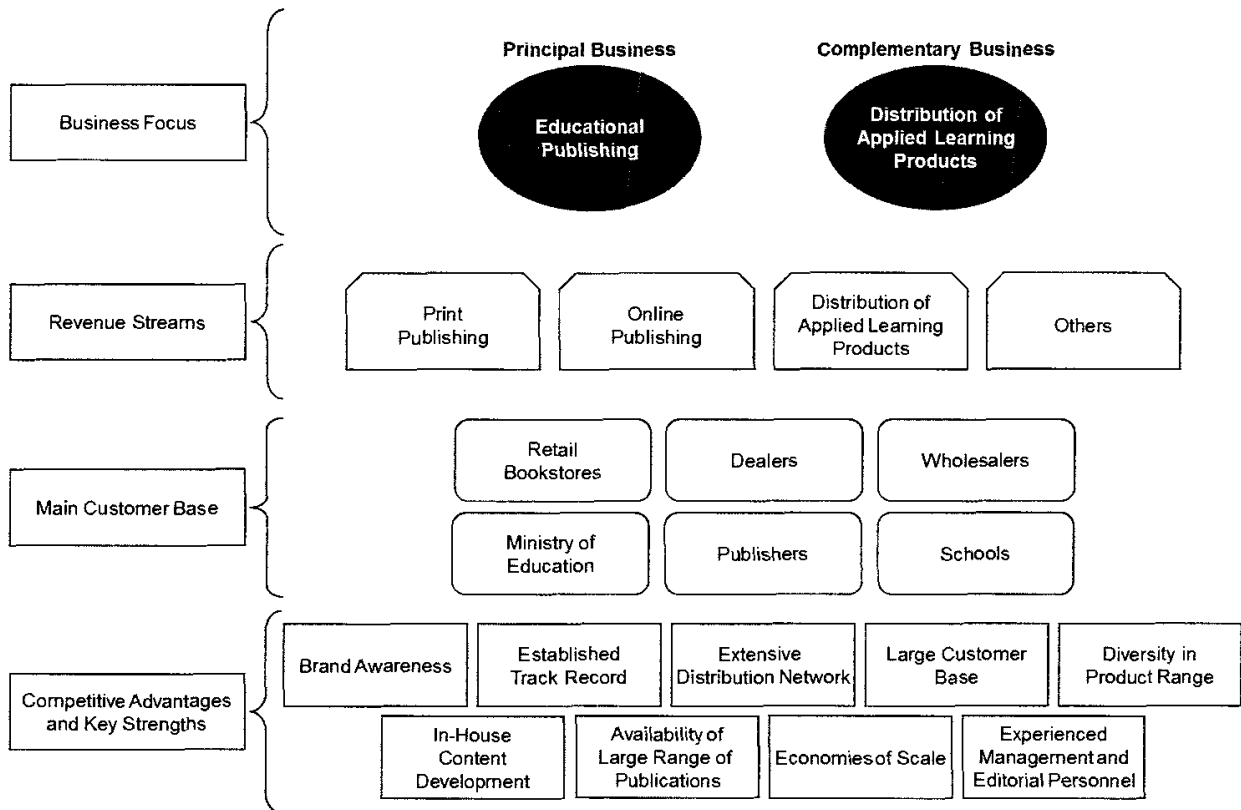 Principal Business
Complementary Business
Business Focus
Educational
Publishing
Distribution of
Applied Learning
Products
Revenue Streams
Print
Publishing
Online
Publishing
Distribution of
Applied Learning
Products
Others
Main Customer Base
Retail
Bookstores
Dealers
Wholesalers
Ministry of
Education
Publishers
Schools
Competitive Advantages
and Key Strengths
Brand Awareness
Established
Track Record
Extensive
Distribution Network
Large Customer
Base
Diversity in
Product Range
In-House
Content
Development
Availability of
Large Range of
Publications
Economies of Scale
Experienced
Management and
Editorial Personnel